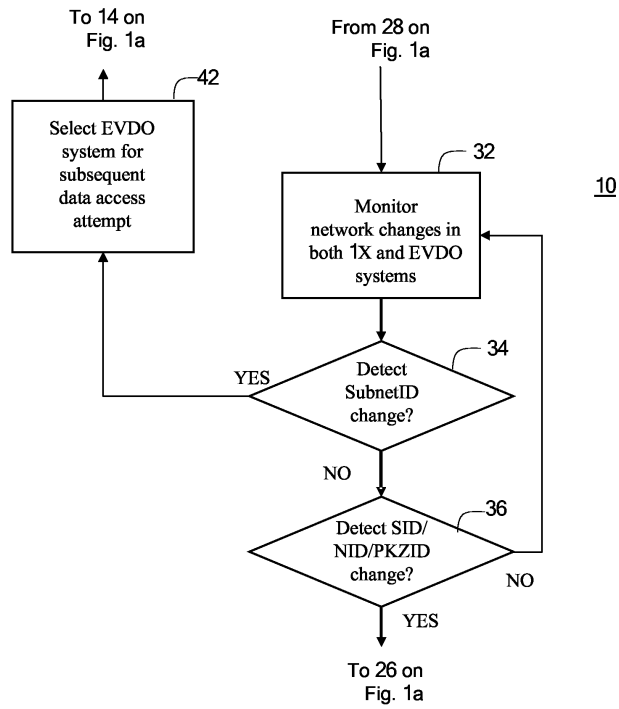 To 14 on
Fig. 1a
From 28 on
Fig. 1a
42
Select EVDO
system for
subsequent
data access
attempt
32
Monitor
network changes in
both 1X and EVDO
systems
10
34
Detect
SubnetID
change?
YES
NO
36
Detect SID/
NID/PKZID
change?
NO
YES
To 26 on
Fig. 1a